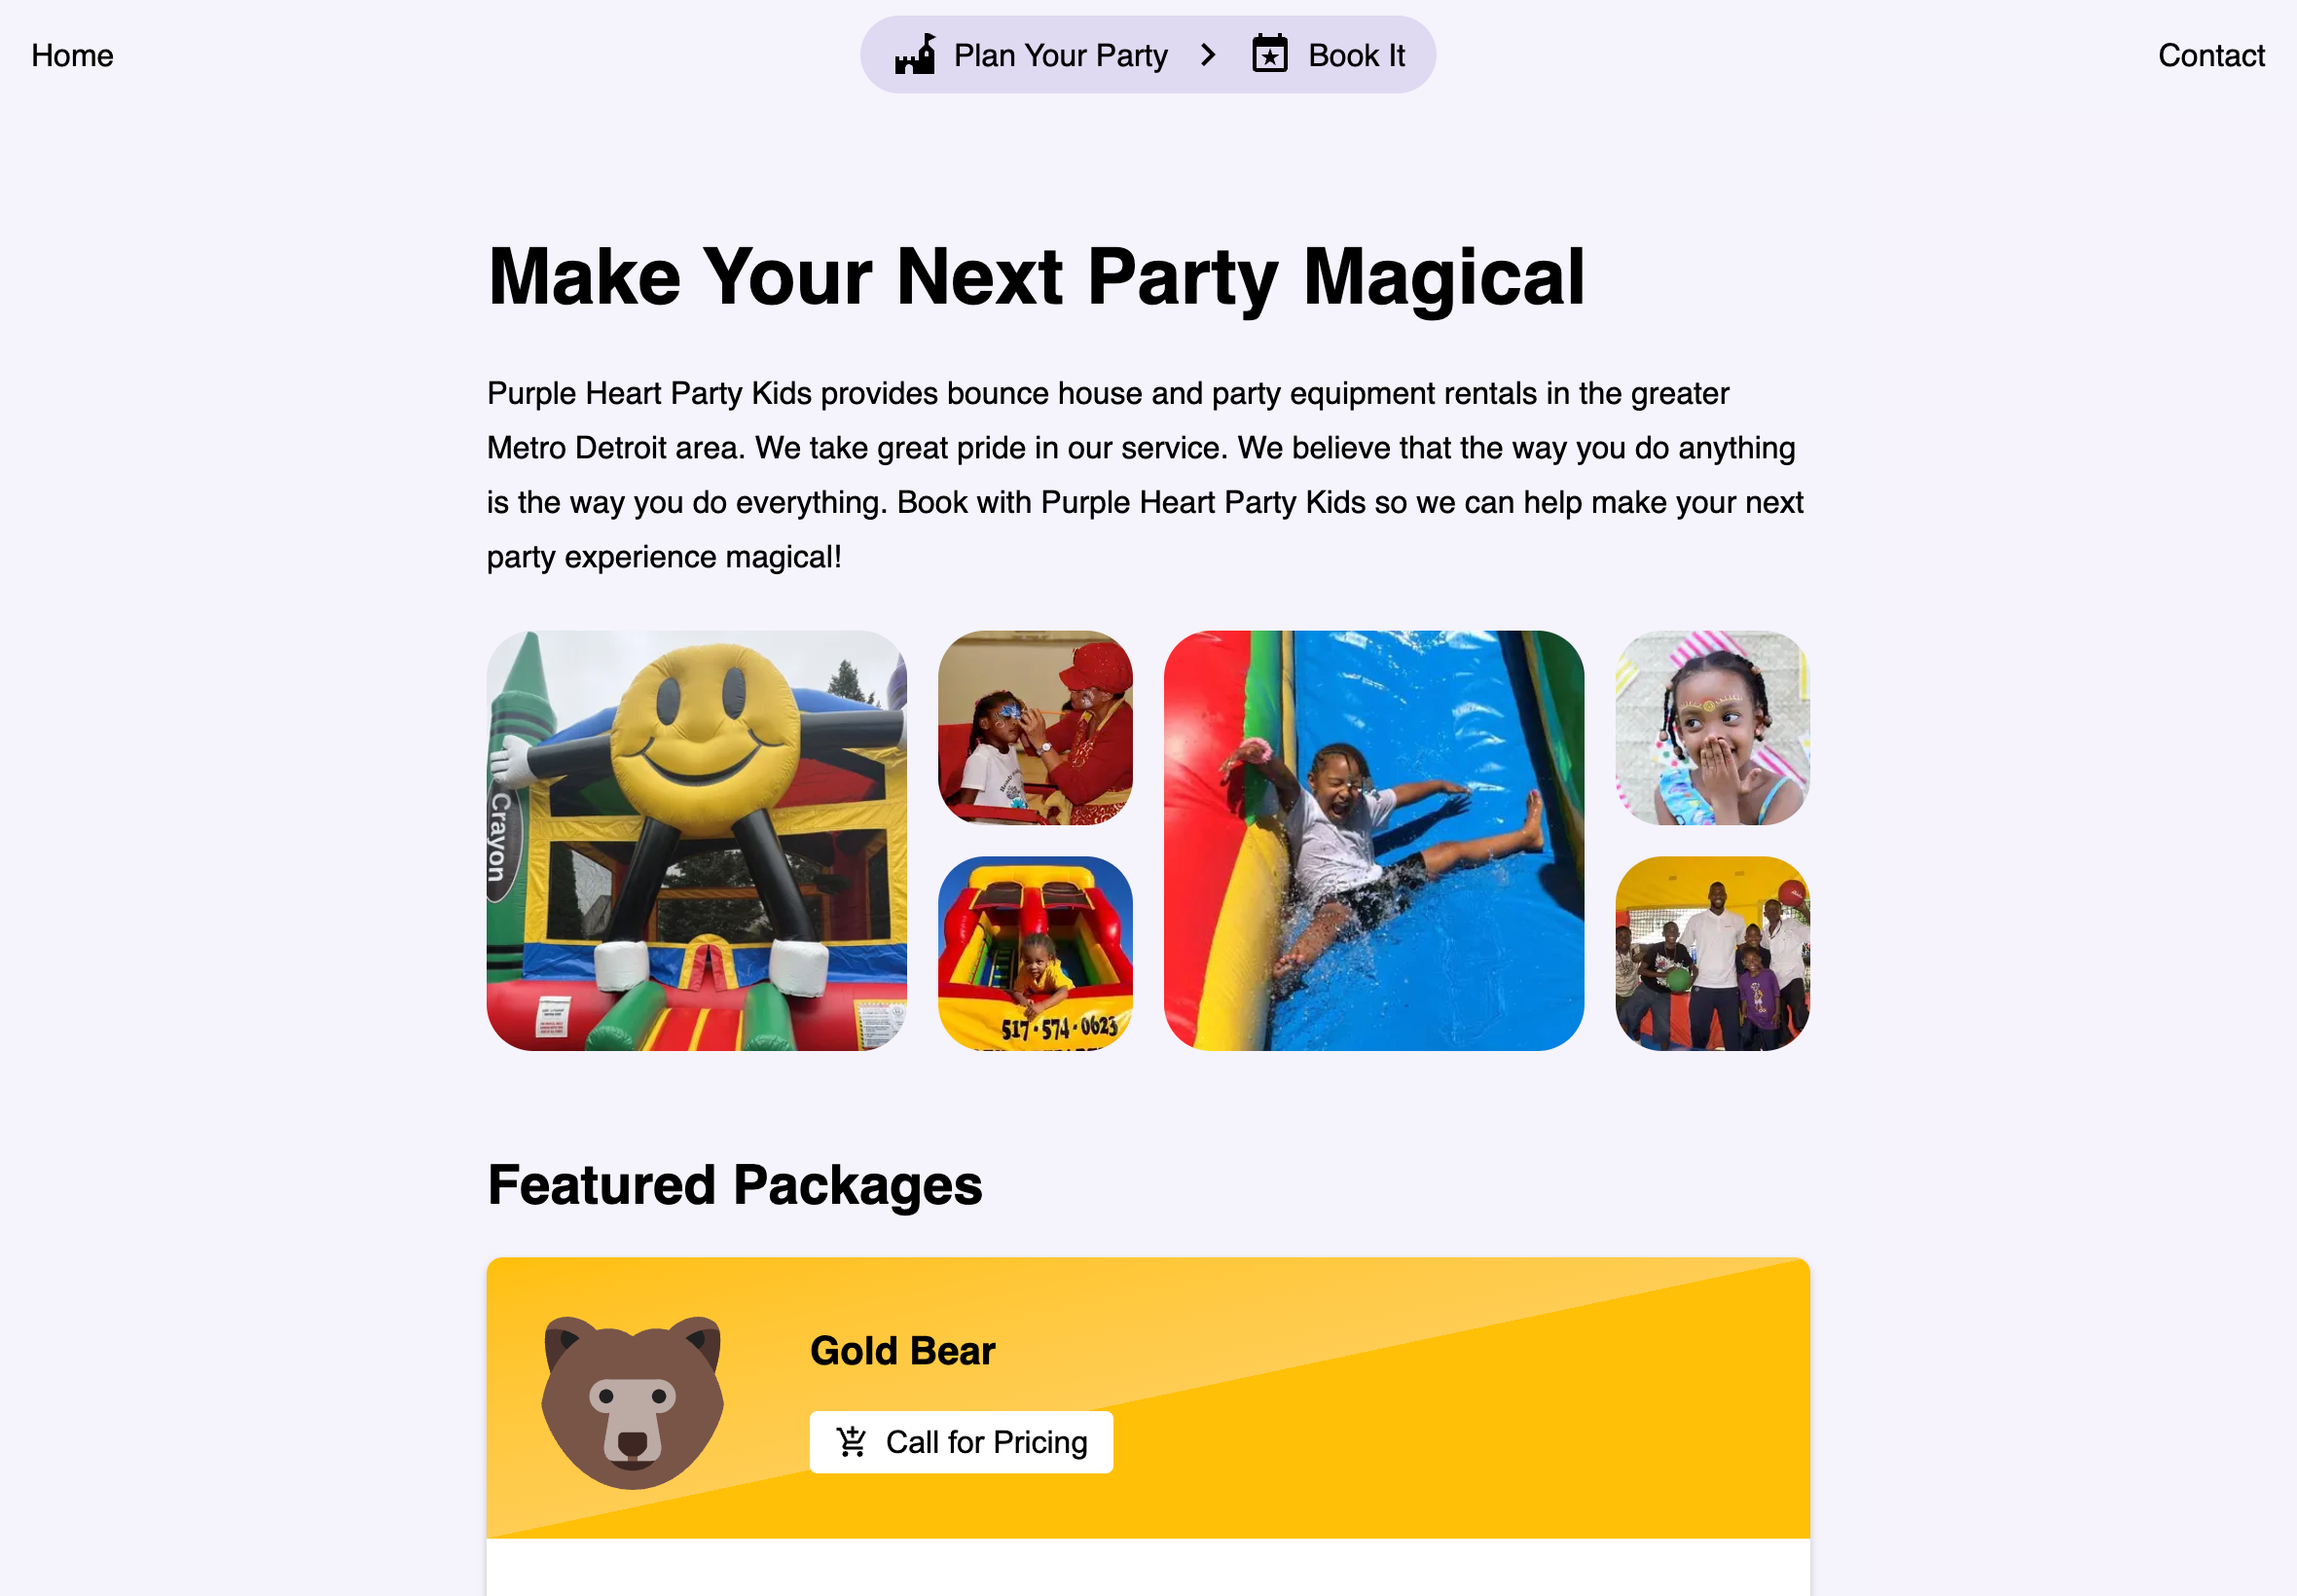 Home
Plan Your Party
Book It
Contact
Make Your Next Party Magical
Purple Heart Party Kids provides bounce house and party equipment rentals in the greater
Metro Detroit area. We take great pride in our service. We believe that the way you do anything
is the way you do everything. Book with Purple Heart Party Kids so we can help make your next
party experience magical!
Crayon
517·574·0623
Featured Packages
Gold Bear
Call for Pricing